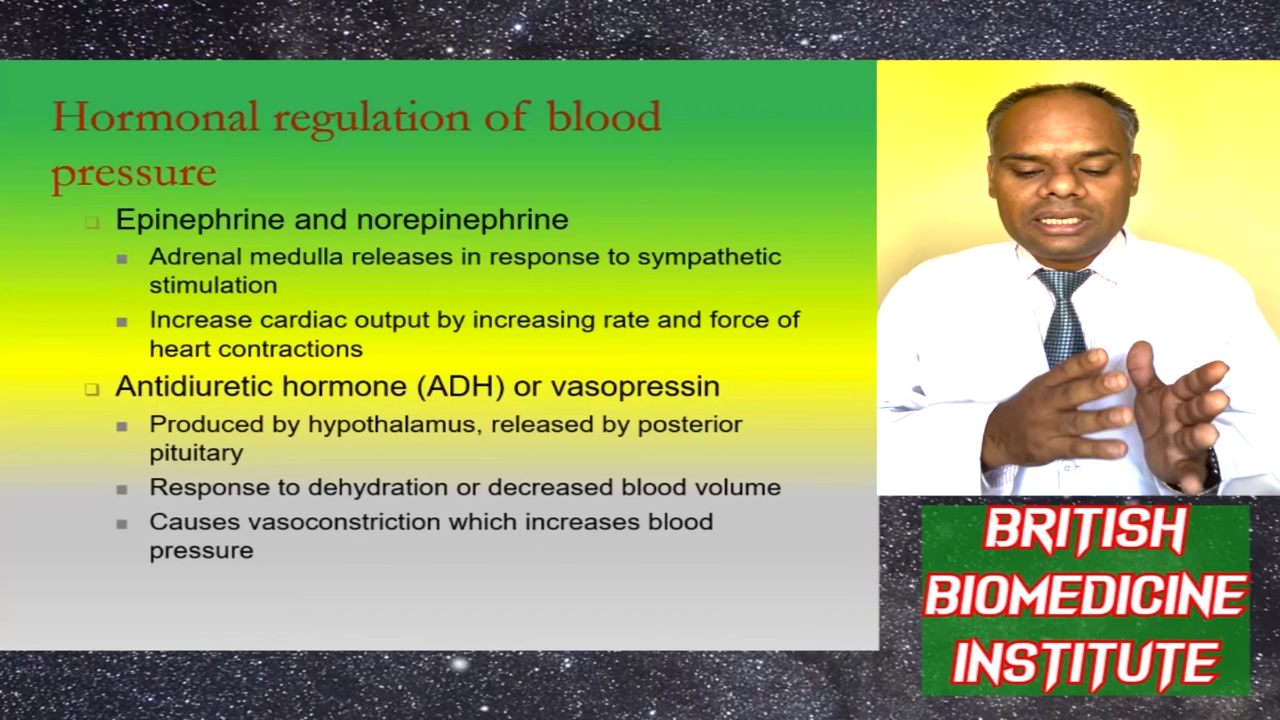 Hormonal regulation of blood
pressure
Epinephrine and norepinephrine
Adrenal medulla releases in response to sympathetic
stimulation
Increase cardiac output by increasing rate and force of
heart contractions
Antidiuretic hormone (ADH) or vasopressin
Produced by hypothalamus, released by posterior
pituitary
Response to dehydration or decreased blood volume
Causes vasoconstriction which increases blood
pressure
BRITISH
BIOMEDICINE
INSTITUTE